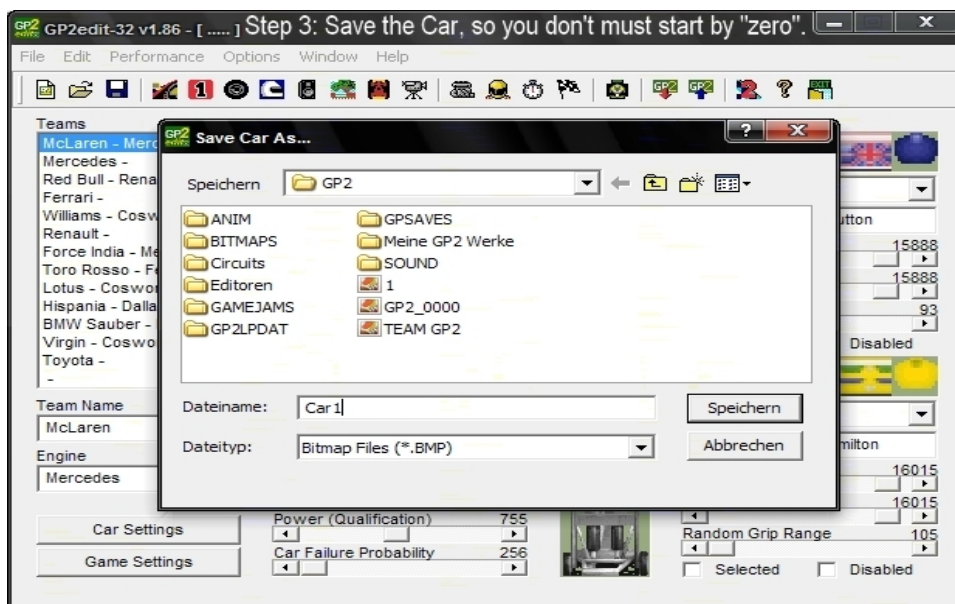 GP2edit-32 v1.86 - [ ..... ] Step 3: Save the Car, so you don't must start by "zero".
File Edit Performance Options Window Help
Teams
McLaren - Merc
Mercedes -
Red Bull - Rena
Ferrari -
Williams - Cosw
Renault -
Force India - Me
Toro Rosso - Fe
Lotus - Coswor
Hispania - Dalla
BMW Sauber -
Virgin - Coswo
Toyota -
-
Team Name
McLaren
Engine
Mercedes
Car Settings
Game Settings
GP2 Save Car As...
Speichern GP2
ANIM GPSAVES
BITMAPS Meine GP2 Werke
Circuits SOUND
Editoren 1
GAMEJAMS GP2_0000
GP2LPDAT TEAM GP2
Dateiname: Car1 Speichern
Dateityp: Bitmap Files (*.BMP) Abbrechen
Power (Qualification) 755
Car Failure Probability 256
utton
15888
15888
93
Disabled
milton
16015
16015
Random Grip Range 105
Selected Disabled